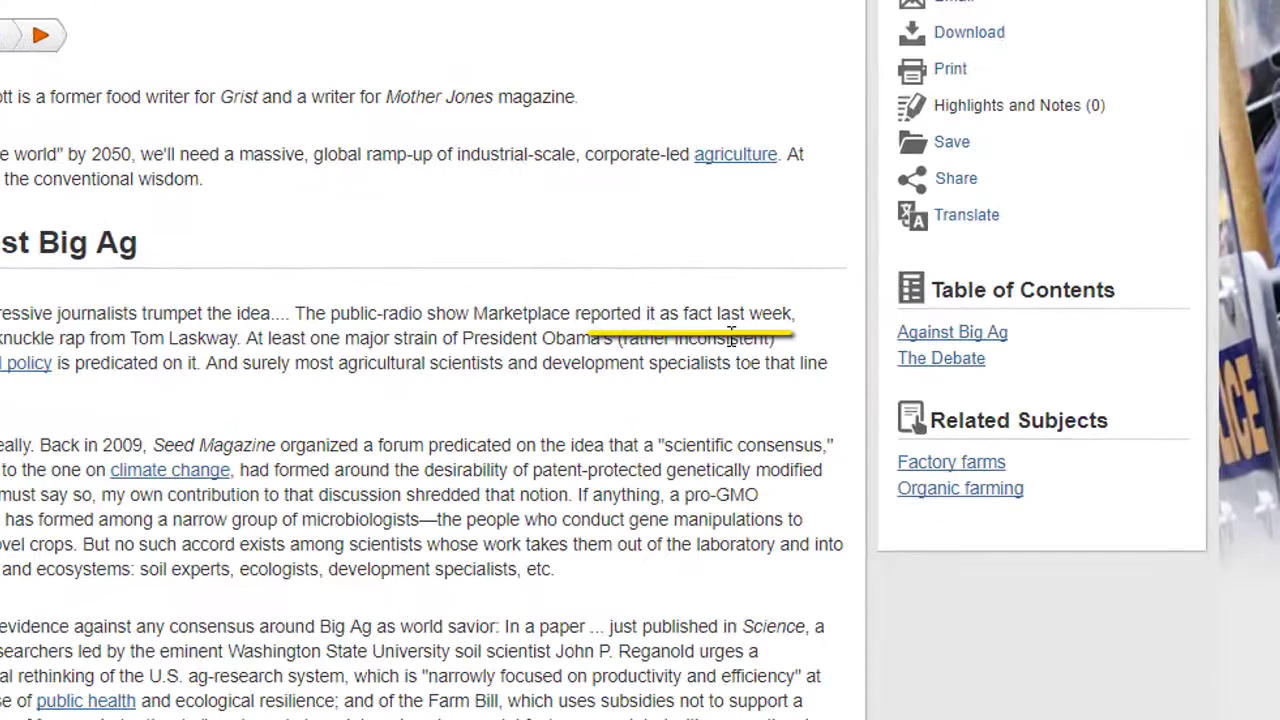 ott is a former food writer for Grist and a writer for Mother Jones magazine.
e world" by 2050, we'll need a massive, global ramp-up of industrial-scale, corporate-led agriculture. At
the conventional wisdom.
st Big Ag
ressive journalists trumpet the idea.... The public-radio show Marketplace reported it as fact last week,
knuckle rap from Tom Laskway. At least one major strain of President Obama's (rather inconsistent)
policy is predicated on it. And surely most agricultural scientists and development specialists toe that line
eally. Back in 2009, Seed Magazine organized a forum predicated on the idea that a "scientific consensus,"
to the one on climate change, had formed around the desirability of patent-protected genetically modified
must say so, my own contribution to that discussion shredded that notion. If anything, a pro-GMO
has formed among a narrow group of microbiologists—the people who conduct gene manipulations to
ovel crops. But no such accord exists among scientists whose work takes them out of the laboratory and into
and ecosystems: soil experts, ecologists, development specialists, etc.
evidence against any consensus around Big Ag as world savior: In a paper ... just published in Science, a
searchers led by the eminent Washington State University soil scientist John P. Reganold urges a
al rethinking of the U.S. ag-research system, which is "narrowly focused on productivity and efficiency" at
se of public health and ecological resilience; and of the Farm Bill, which uses subsidies not to support a
Download
Print
Highlights and Notes (0)
Save
Share
Translate
Table of Contents
Against Big Ag
The Debate
Related Subjects
Factory farms
Organic farming